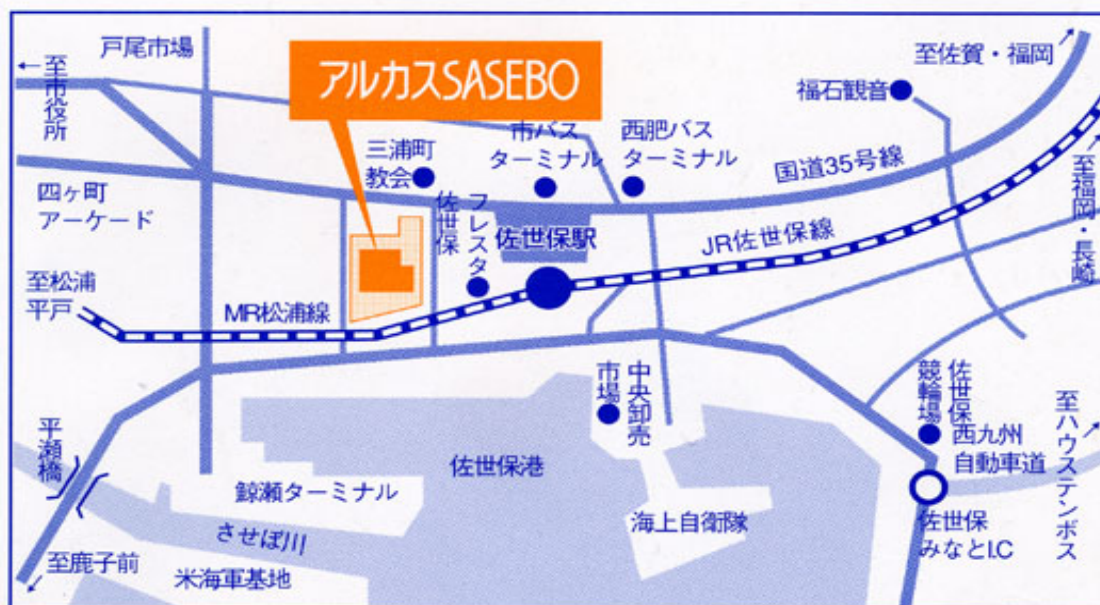 戸尾市場
アルカスSASEBO
至佐賀・福岡
至市役所
福石観音
三浦町
教会
市バス
ターミナル
西肥バス
ターミナル
国道35号線
四ヶ町
アーケード
フレスタ
佐世保
佐世保駅
JR佐世保線
至福岡・長崎
至松浦
平戸
MR松浦線
中央卸売
市場
佐世保
競輪場
至ハウステンボス
平瀬橋
西九州
自動車道
佐世保港
鯨瀬ターミナル
海上自衛隊
佐世保
みなとI.C
させぼ川
至鹿子前
米海軍基地